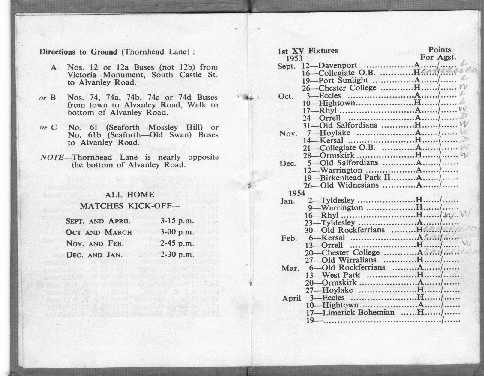 Directions to Ground (Thornhead Lane) :
A Nos. 12 or 12a Buses (not 12b) from
Victoria Monument, South Castle St.
to Alvanley Road.
or B Nos. 74, 74a, 74b, 74c or 74d Buses
from town to Alvanley Road, Walk to
bottom of Alvanley Road.
or C No. 61 (Seaforth Mossley Hill) or
No. 61b (Seaforth—Old Swan) Buses
to Alvanley Road.
NOTE—Thornhead Lane is nearly opposite
the bottom of Alvanley Road.
ALL HOME
MATCHES KICK-OFF—
SEPT. AND APRIL 3-15 p.m.
OCT AND MARCH 3-00 p.m.
NOV. AND FEB. 2-45 p.m.
DEC. AND JAN. 2-30 p.m.
1st XV Fixtures Points
1953 For Agst.
Sept. 12—Davenport A
16—Collegiate O.B. H
19—Port Sunlight A
26—Chester College H
Oct. 3—Eccles A
10—Hightown H
17—Rhyl A
24—Orrell A
31—Old Salfordians H
Nov. 7—Hoylake A
14—Kersal H
21—Collegiate O.B. A
28—Ormskirk H
Dec. 5—Old Salfordians A
12—Warrington A
19—Birkenhead Park II A
26—Old Widnesians A
1954
Jan. 2—Tyldesley H
9—Warrington H
16—Rhyl H
23—Tyldesley A
30—Old Rockferrians H
Feb. 6—Kersal A
13—Orrell H
20—Chester College A
27—Old Wirralians H
Mar. 6—Old Rockferrians A
13—West Park H
20—Ormskirk A
27—Hoylake H
April 3—Eccles H
10—Hightown A
17—Limerick Bohemian H
19—